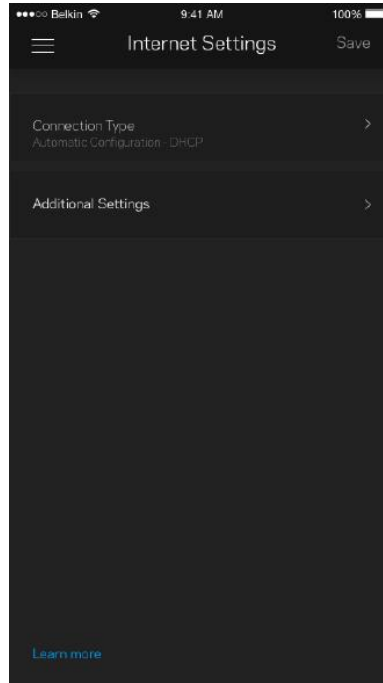 Belkin 9:41 AM 100%
Internet Settings Save
Connection Type
Automatic Configuration - DHCP
Additional Settings
Learn more